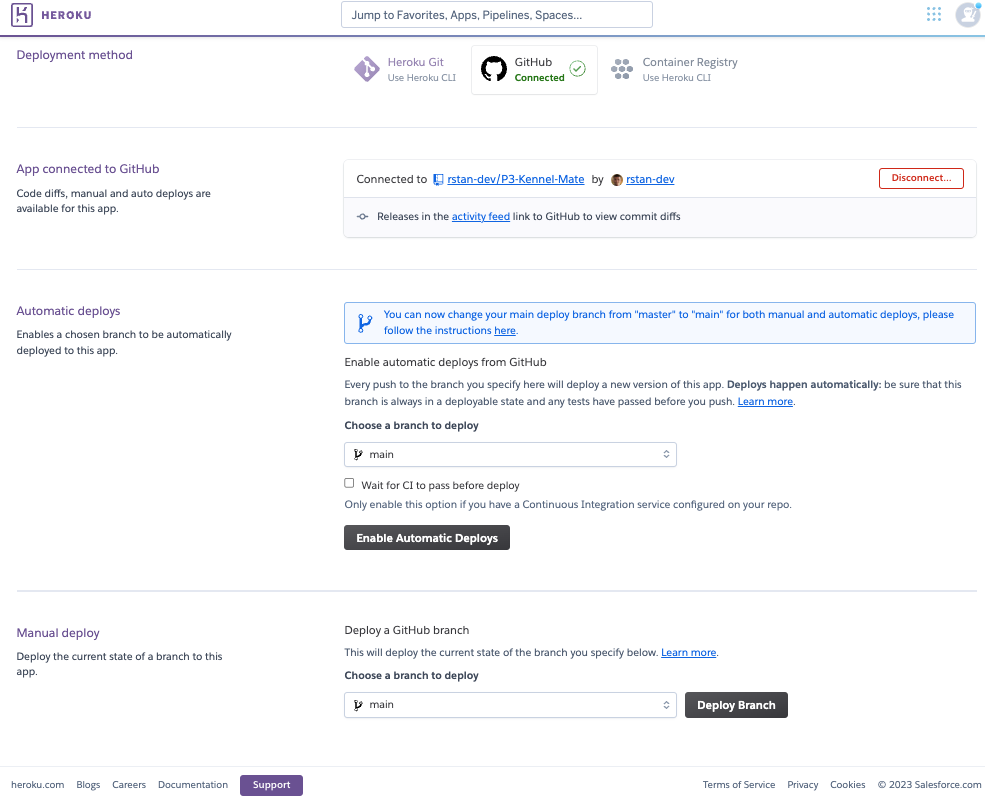 HEROKU
Jump to Favorites, Apps, Pipelines, Spaces...
Deployment method
Heroku Git
Use Heroku CLI
GitHub
Connected
Container Registry
Use Heroku CLI
App connected to GitHub
Code diffs, manual and auto deploys are
available for this app.
Connected to rstan-dev/P3-Kennel-Mate by rstan-dev
Disconnect...
Releases in the activity feed link to GitHub to view commit diffs
Automatic deploys
Enables a chosen branch to be automatically
deployed to this app.
You can now change your main deploy branch from "master" to "main" for both manual and automatic deploys, please
follow the instructions here.
Enable automatic deploys from GitHub
Every push to the branch you specify here will deploy a new version of this app. Deploys happen automatically: be sure that this
branch is always in a deployable state and any tests have passed before you push. Learn more.
Choose a branch to deploy
main
Wait for CI to pass before deploy
Only enable this option if you have a Continuous Integration service configured on your repo.
Enable Automatic Deploys
Manual deploy
Deploy the current state of a branch to this
app.
Deploy a GitHub branch
This will deploy the current state of the branch you specify below. Learn more.
Choose a branch to deploy
main
Deploy Branch
heroku.com Blogs Careers Documentation Support
Terms of Service Privacy Cookies © 2023 Salesforce.com